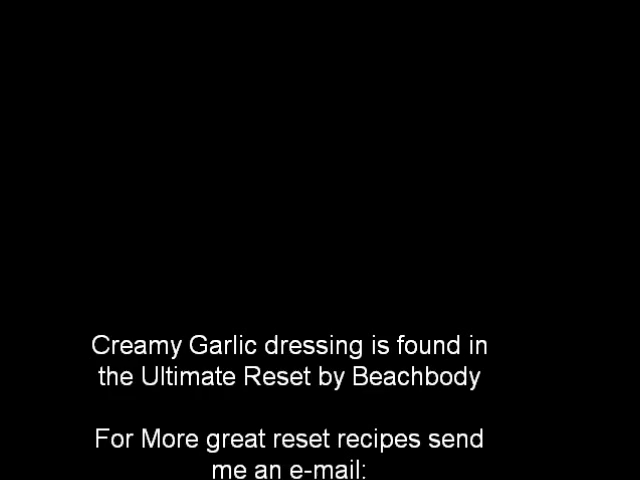 Creamy Garlic dressing is found in
the Ultimate Reset by Beachbody
For More great reset recipes send
me an e-mail: